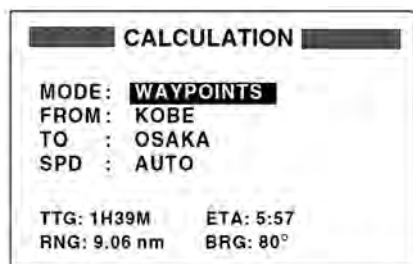 CALCULATION
MODE: WAYPOINTS
FROM: KOBE
TO : OSAKA
SPD : AUTO
TTG: 1H39M ETA: 5:57
RNG: 9.06 nm BRG: 80°